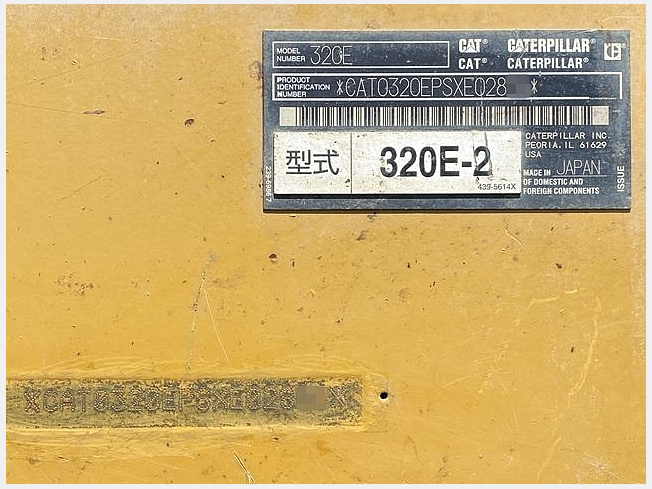 MODEL NUMBER 320E
CAT® CATERPILLAR®
CAT® CATERPILLAR®
PRODUCT IDENTIFICATION NUMBER *CAT0320EPSXE028 *
型式 320E-2
439-5614X
CATERPILLAR INC.
PEORIA, IL 61629
USA
MADE IN JAPAN
OF DOMESTIC AND
FOREIGN COMPONENTS
ISSUE
XCAT0320EPSXE028 X